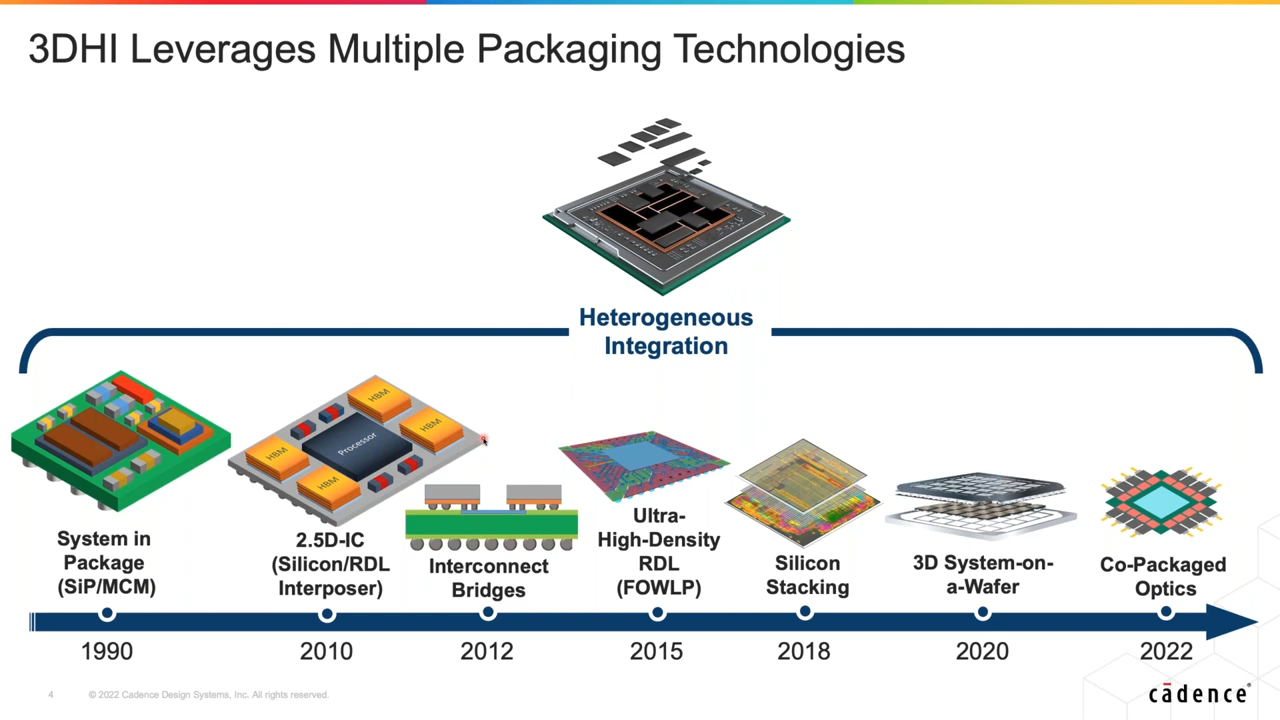 3DHI Leverages Multiple Packaging Technologies
Heterogeneous
Integration
HBM
HBM
HBM
HBM
Processor
System in
Package
(SiP/MCM)
2.5D-IC
(Silicon/RDL
Interposer)
Interconnect
Bridges
Ultra-
High-Density
RDL
(FOWLP)
Silicon
Stacking
3D System-on-
a-Wafer
Co-Packaged
Optics
1990
2010
2012
2015
2018
2020
2022
4
© 2022 Cadence Design Systems, Inc. All rights reserved.
cādence®